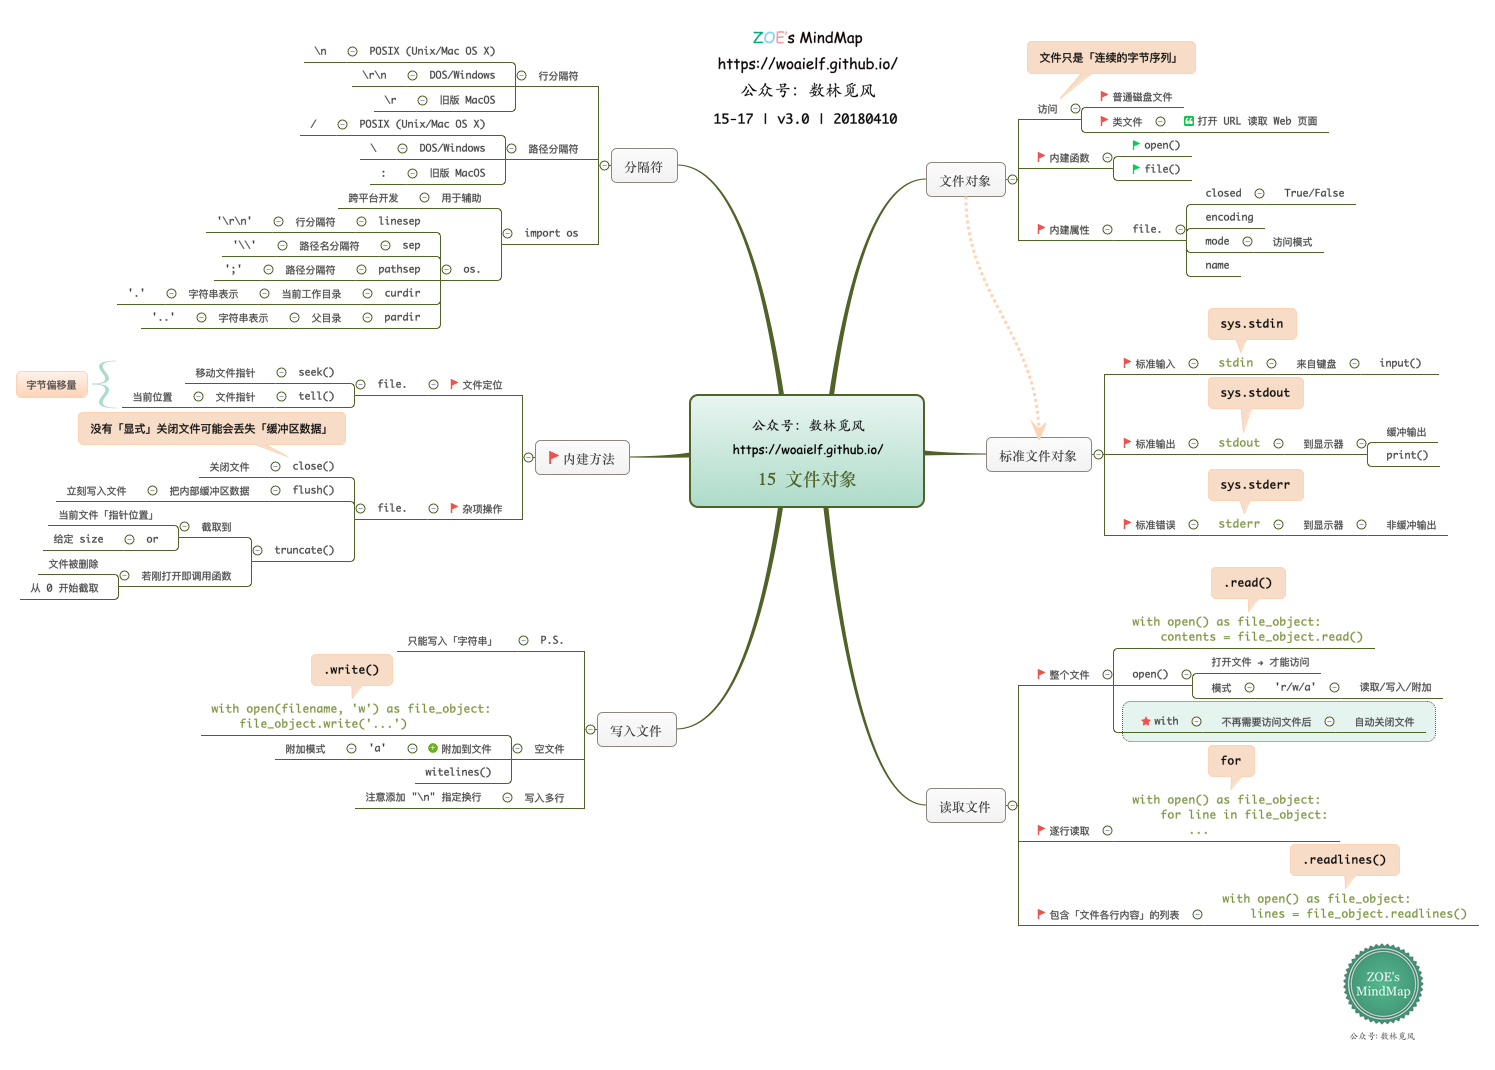 ZOE's MindMap
https://woaielf.github.io/
公众号: 数林觅风
15-17 | v3.0 | 20180410
公众号: 数林觅风
https://woaielf.github.io/
15 文件对象
分隔符
行分隔符
\n POSIX (Unix/Mac OS X)
\r\n DOS/Windows
\r 旧版 MacOS
路径分隔符
/ POSIX (Unix/Mac OS X)
\ DOS/Windows
: 旧版 MacOS
import os
跨平台开发 用于辅助
os.
'\r\n' 行分隔符 linesep
'\\' 路径名分隔符 sep
';' 路径分隔符 pathsep
'.' 字符串表示 当前工作目录 curdir
'..' 字符串表示 父目录 pardir
内建方法
file. 文件定位
字节偏移量
移动文件指针 seek()
当前位置 文件指针 tell()
没有「显式」关闭文件可能会丢失「缓冲区数据」
file. 杂项操作
关闭文件 close()
立刻写入文件 把内部缓冲区数据 flush()
truncate()
当前文件「指针位置」 截取到
给定 size or
文件被删除 若刚打开即调用函数
从 0 开始截取
写入文件
只能写入「字符串」 P.S.
.write()
with open(filename, 'w') as file_object:
file_object.write('...')
附加模式 'a' 附加到文件 空文件
witelines()
注意添加 "\n" 指定换行 写入多行
文件对象
文件只是「连续的字节序列」
访问 普通磁盘文件
类文件 打开 URL 读取 Web 页面
内建函数 open()
file()
内建属性 file.
closed True/False
encoding
mode 访问模式
name
标准文件对象
sys.stdin
标准输入 stdin 来自键盘 input()
sys.stdout
标准输出 stdout 到显示器 缓冲输出
print()
sys.stderr
标准错误 stderr 到显示器 非缓冲输出
读取文件
.read()
with open() as file_object:
contents = file_object.read()
整个文件 open() 打开文件 → 才能访问
模式 'r/w/a' 读取/写入/附加
with 不再需要访问文件后 自动关闭文件
for
with open() as file_object:
for line in file_object:
...
逐行读取
.readlines()
with open() as file_object:
lines = file_object.readlines()
包含「文件各行内容」的列表
ZOE's
MindMap
公众号: 数林觅风